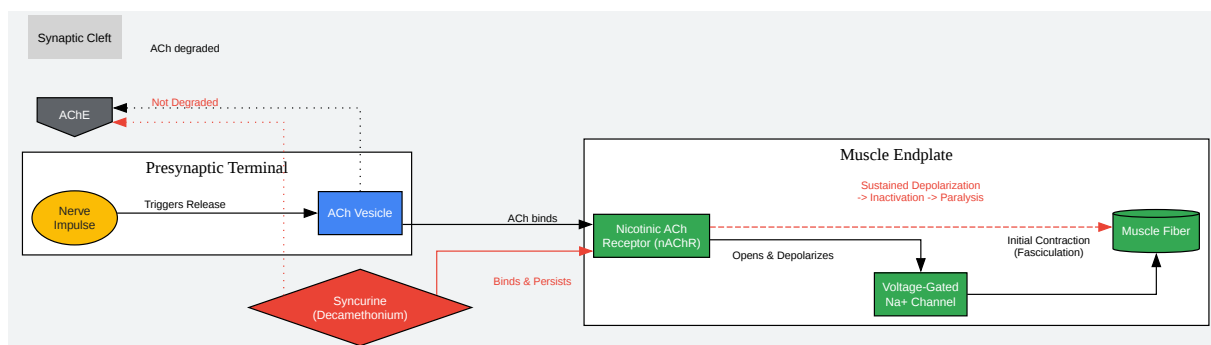 Synaptic Cleft
ACh degraded
AChE
Not Degraded
Presynaptic Terminal
Nerve
Impulse
Triggers Release
ACh Vesicle
ACh binds
Syncurine
(Decamethonium)
Binds & Persists
Muscle Endplate
Sustained Depolarization
-> Inactivation -> Paralysis
Nicotinic ACh
Receptor (nAChR)
Opens & Depolarizes
Voltage-Gated
Na+ Channel
Initial Contraction
(Fasciculation)
Muscle Fiber